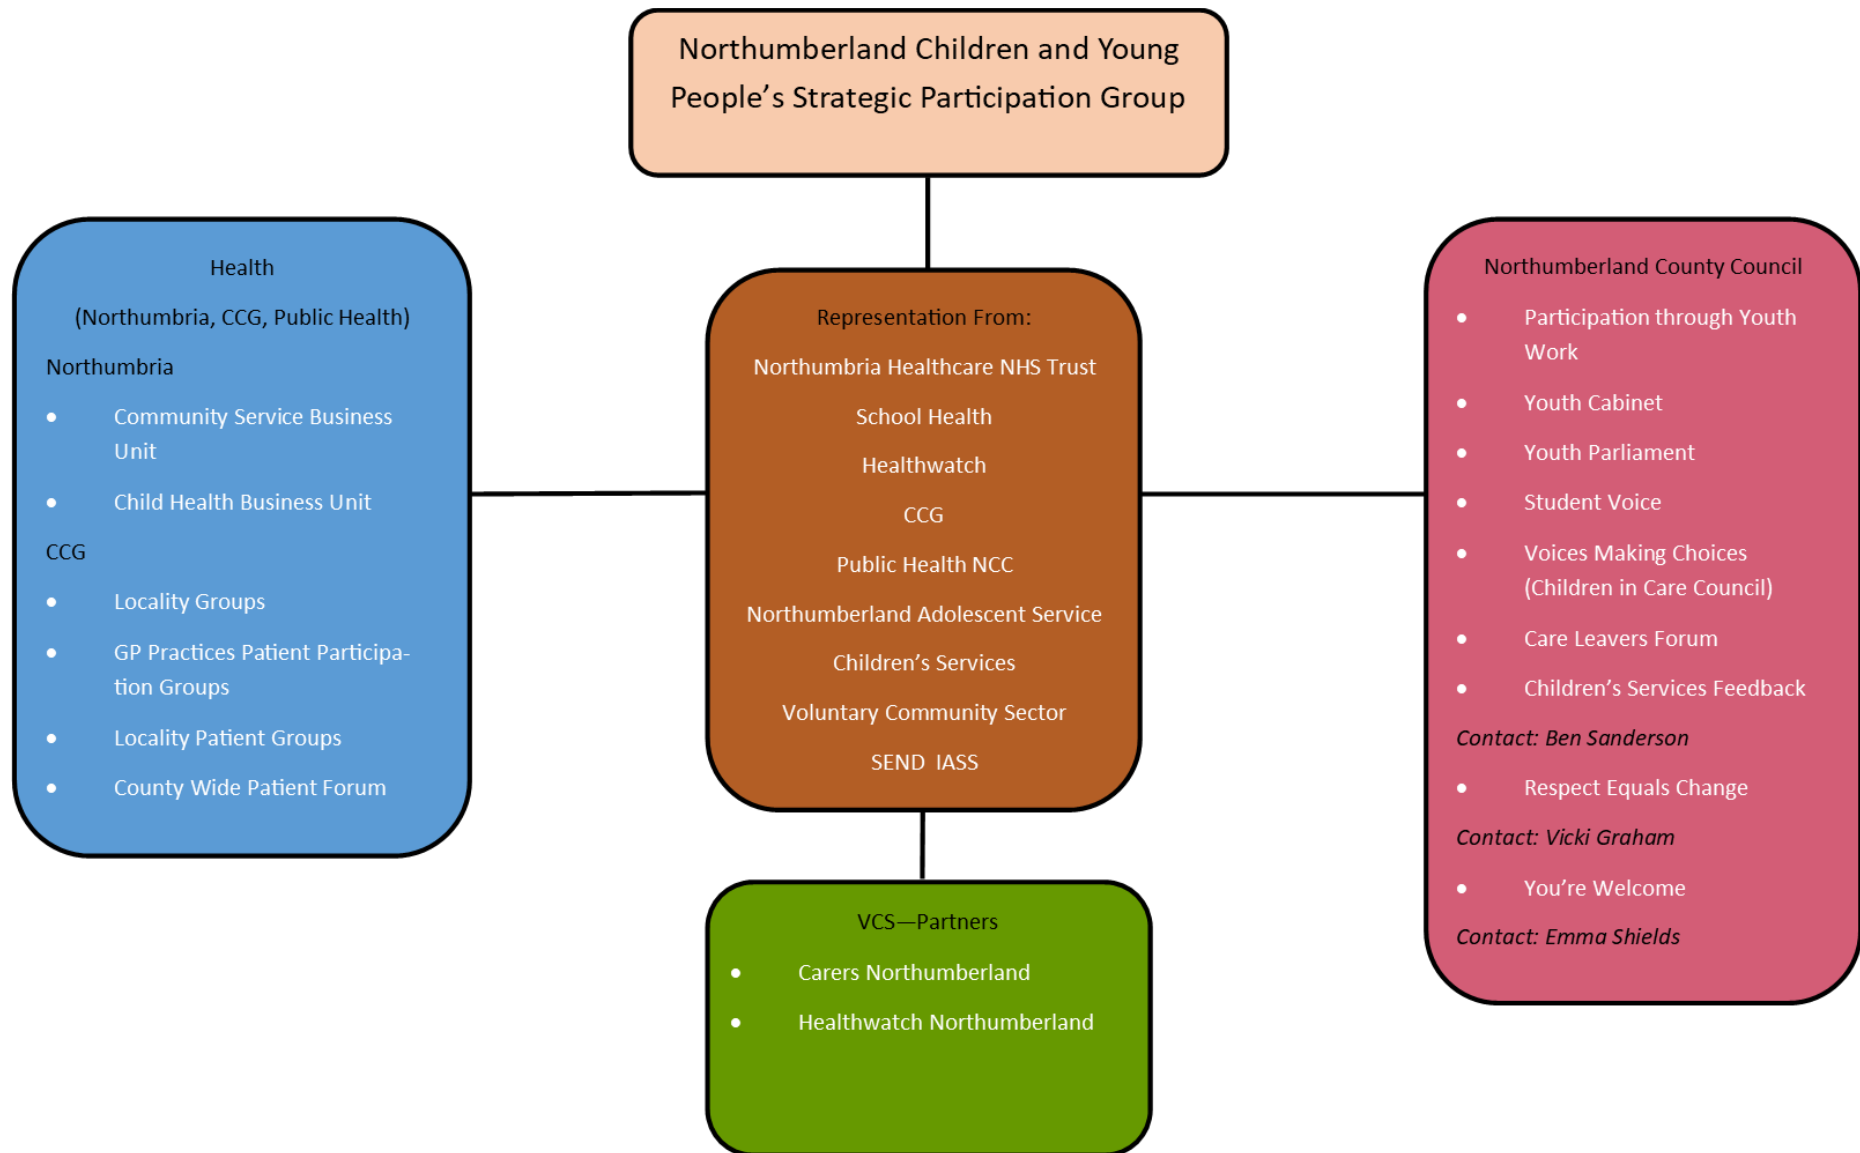 Northumberland Children and Young
People’s Strategic Participation Group
Health
(Northumbria, CCG, Public Health)
Northumbria
• Community Service Business
Unit
• Child Health Business Unit
CCG
• Locality Groups
• GP Practices Patient Participa-
tion Groups
• Locality Patient Groups
• County Wide Patient Forum
Representation From:
Northumbria Healthcare NHS Trust
School Health
Healthwatch
CCG
Public Health NCC
Northumberland Adolescent Service
Children’s Services
Voluntary Community Sector
SEND IASS
Northumberland County Council
• Participation through Youth
Work
• Youth Cabinet
• Youth Parliament
• Student Voice
• Voices Making Choices
(Children in Care Council)
• Care Leavers Forum
• Children’s Services Feedback
Contact: Ben Sanderson
• Respect Equals Change
Contact: Vicki Graham
• You’re Welcome
Contact: Emma Shields
VCS—Partners
• Carers Northumberland
• Healthwatch Northumberland